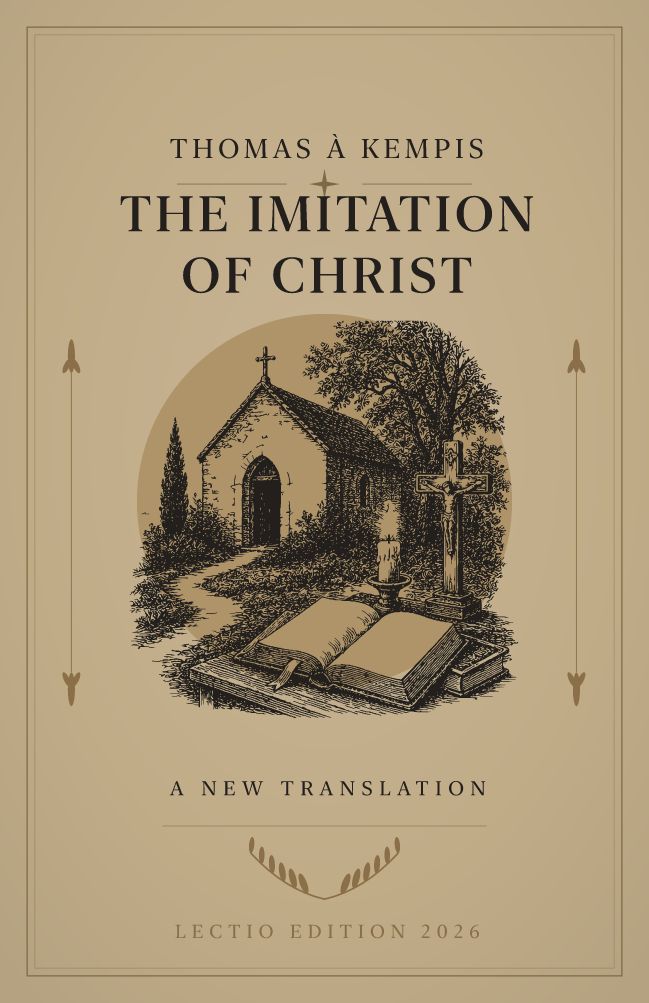 THOMAS À KEMPIS
THE IMITATION
OF CHRIST
A NEW TRANSLATION
LECTIO EDITION 2026